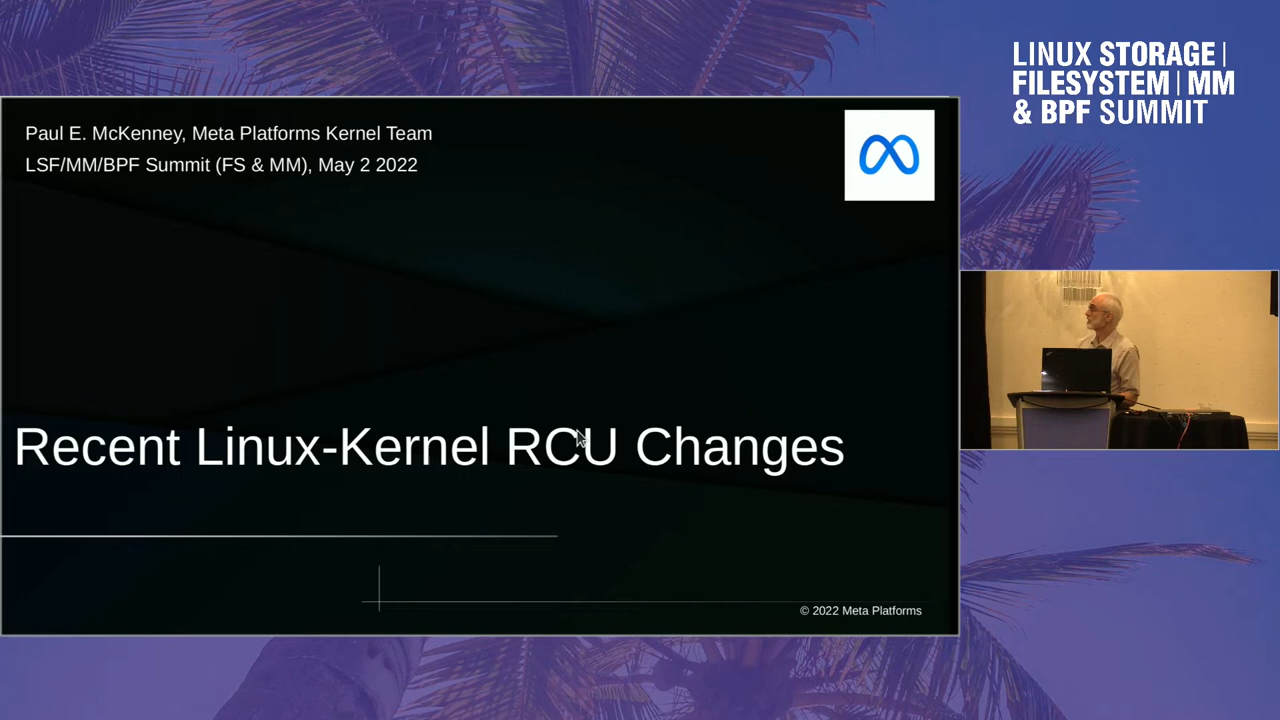 LINUX STORAGE |
FILESYSTEM | MM
& BPF SUMMIT
Paul E. McKenney, Meta Platforms Kernel Team
LSF/MM/BPF Summit (FS & MM), May 2 2022
Recent Linux-Kernel RCU Changes
© 2022 Meta Platforms